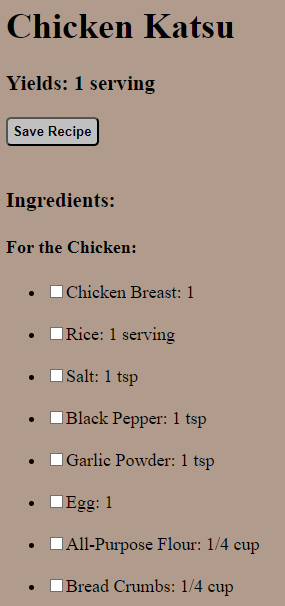 Chicken Katsu
Yields: 1 serving
Save Recipe
Ingredients:
For the Chicken:
Chicken Breast: 1
Rice: 1 serving
Salt: 1 tsp
Black Pepper: 1 tsp
Garlic Powder: 1 tsp
Egg: 1
All-Purpose Flour: 1/4 cup
Bread Crumbs: 1/4 cup